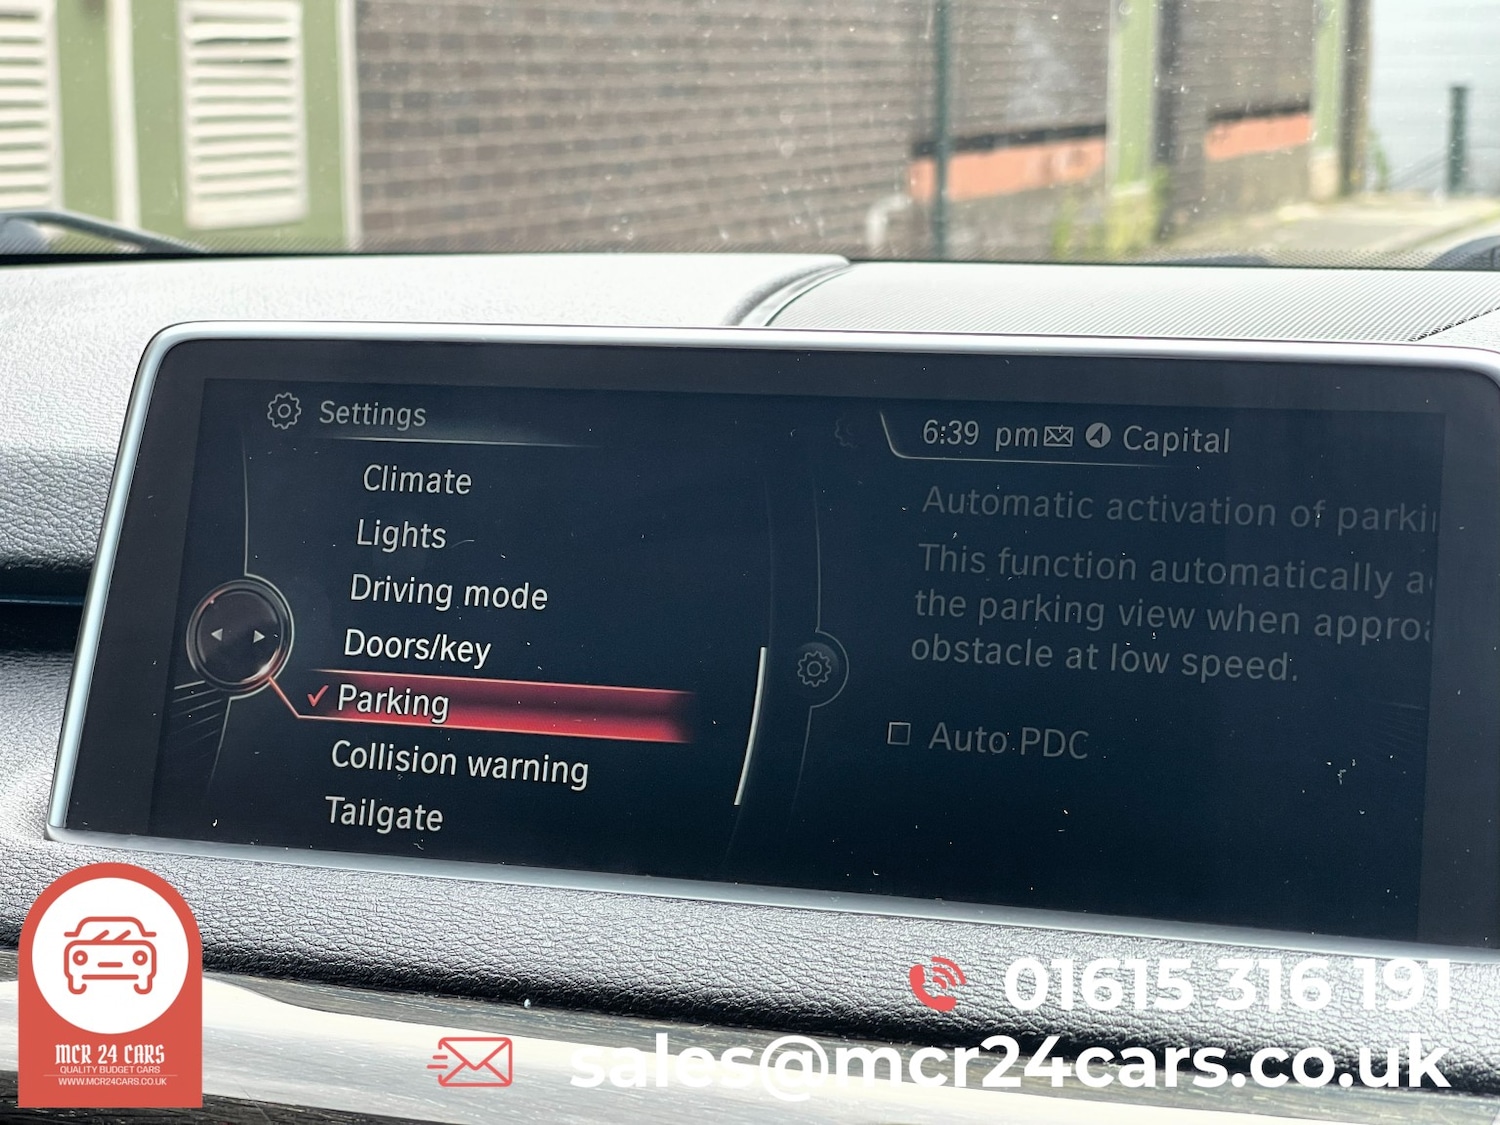 Settings
Climate
Lights
Driving mode
Doors/key
Parking
Collision warning
Tailgate
6:39 pm Capital
Automatic activation of parki
This function automatically a
the parking view when appro
obstacle at low speed.
Auto PDC
MCR 24 CARS
QUALITY BUDGET CARS
WWW.MCR24CARS.CO.UK
01615 316 191
sales@mcr24cars.co.uk